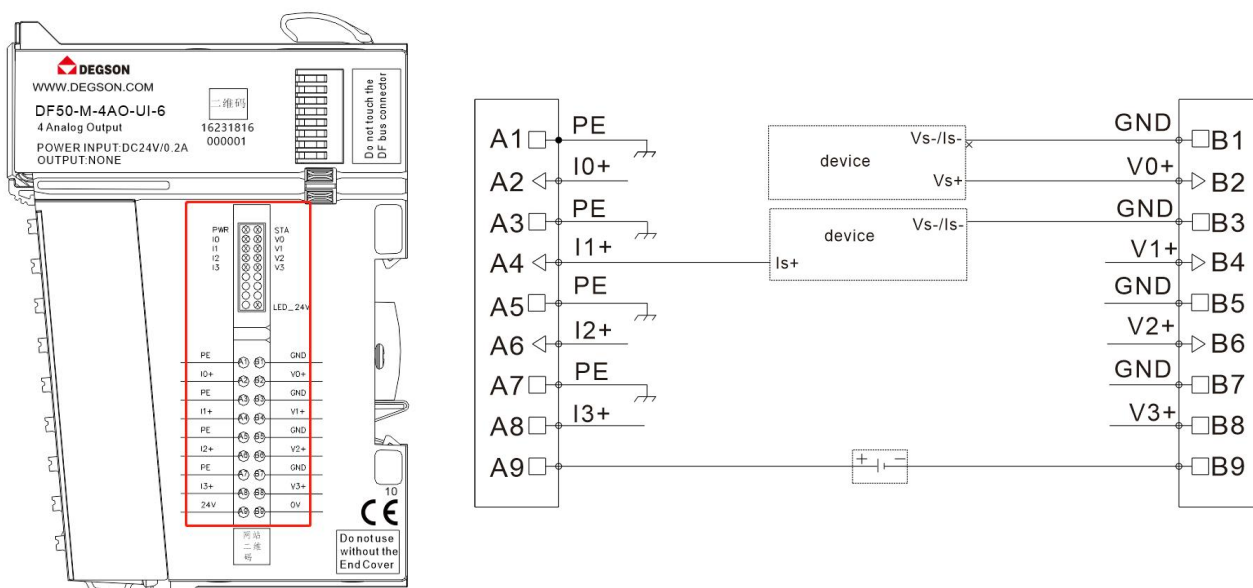 DEGSON
WWW.DEGSON.COM
DF50-M-4AO-UI-6
4 Analog Output
POWER INPUT:DC24V/0.2A
OUTPUT:NONE
二维码
16231816
000001
Do not touch the
DF bus connector
PWR STA
I0 V0
I1 V1
I2 V2
I3 V3
LED_24V
PE A1 B1 GND
I0+ A2 B2 V0+
PE A3 B3 GND
I1+ A4 B4 V1+
PE A5 B5 GND
I2+ A6 B6 V2+
PE A7 B7 GND
I3+ A8 B8 V3+
24V A9 B9 0V
网站
二维
码
10
CE
Do not use
without the
End Cover
A1 PE
A2 I0+
A3 PE
A4 I1+
A5 PE
A6 I2+
A7 PE
A8 I3+
A9
device
Vs-/Is-
Vs+
device
Vs-/Is-
Is+
+ −
GND B1
V0+ B2
GND B3
V1+ B4
GND B5
V2+ B6
GND B7
V3+ B8
B9